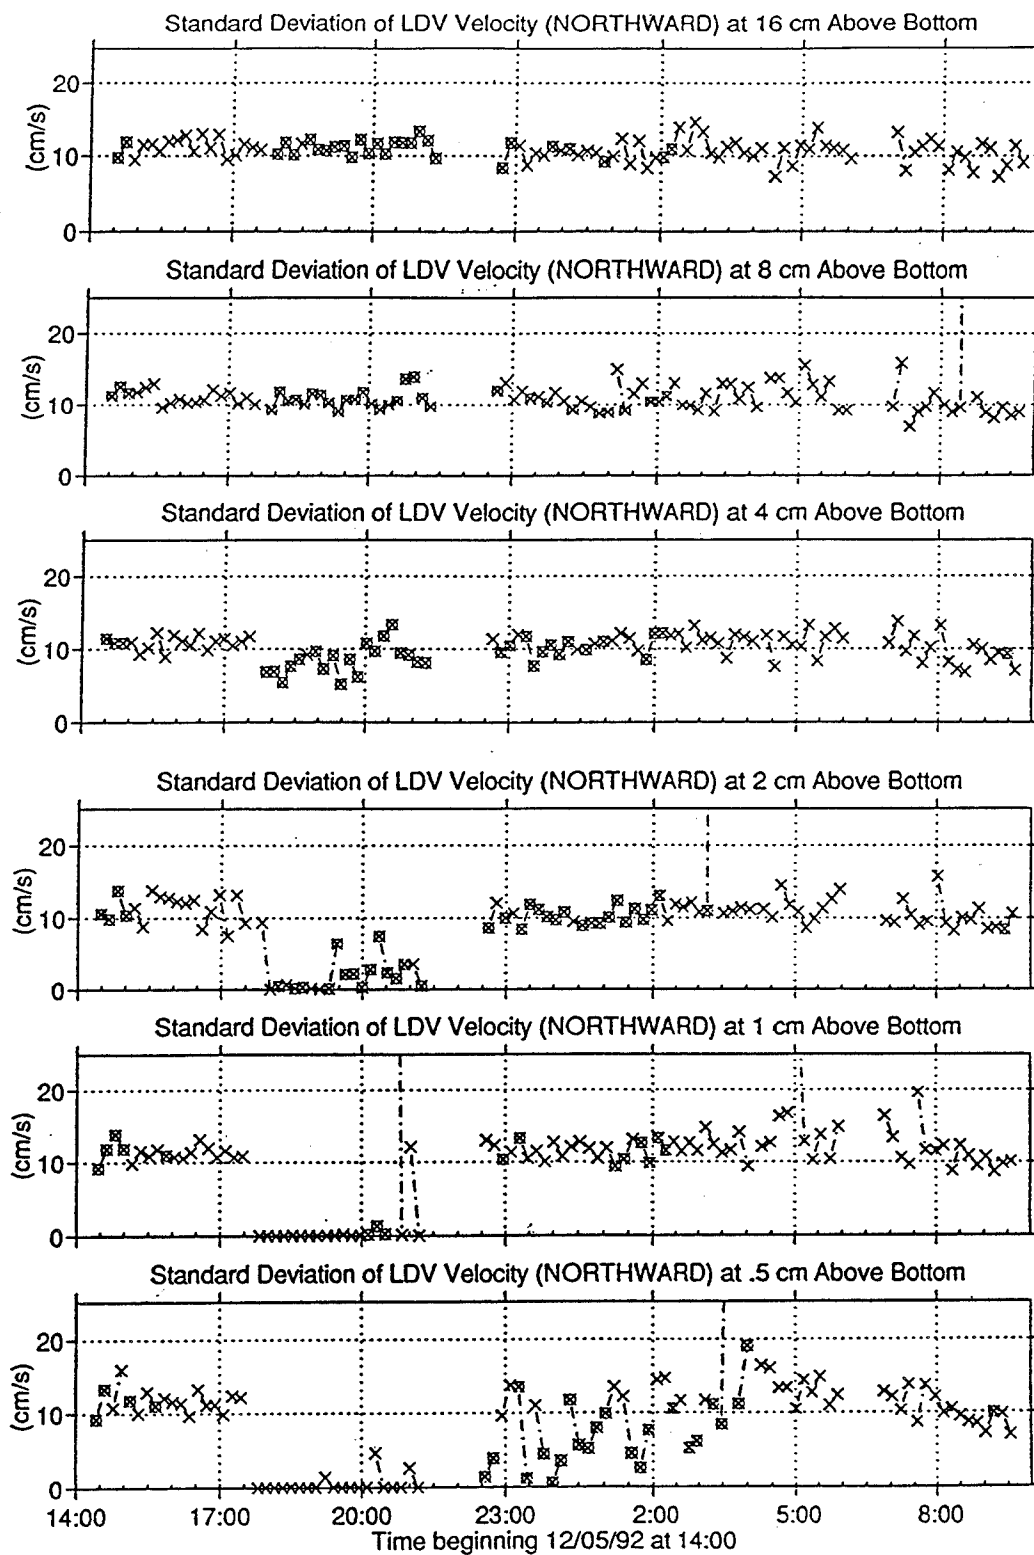 Standard Deviation of LDV Velocity (NORTHWARD) at 16 cm Above Bottom
20
10
0
(cm/s)
Standard Deviation of LDV Velocity (NORTHWARD) at 8 cm Above Bottom
20
10
0
(cm/s)
Standard Deviation of LDV Velocity (NORTHWARD) at 4 cm Above Bottom
20
10
0
(cm/s)
Standard Deviation of LDV Velocity (NORTHWARD) at 2 cm Above Bottom
20
10
0
(cm/s)
Standard Deviation of LDV Velocity (NORTHWARD) at 1 cm Above Bottom
20
10
0
(cm/s)
Standard Deviation of LDV Velocity (NORTHWARD) at .5 cm Above Bottom
20
10
0
(cm/s)
14:00 17:00 20:00 23:00 2:00 5:00 8:00
Time beginning 12/05/92 at 14:00